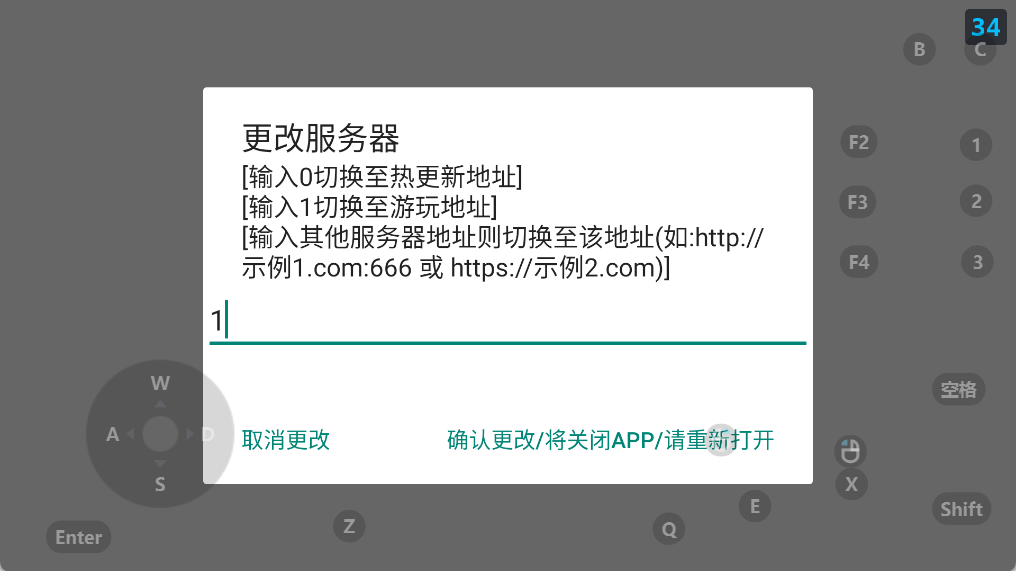 34
B
C
更改服务器
[输入0切换至热更新地址]
[输入1切换至游玩地址]
[输入其他服务器地址则切换至该地址(如:http://
示例1.com:666 或 https://示例2.com)]
F2
1
F3
2
F4
3
1
W
A
D
S
取消更改
确认更改/将关闭APP/请重新打开
空格
X
E
Shift
Z
Q
Enter